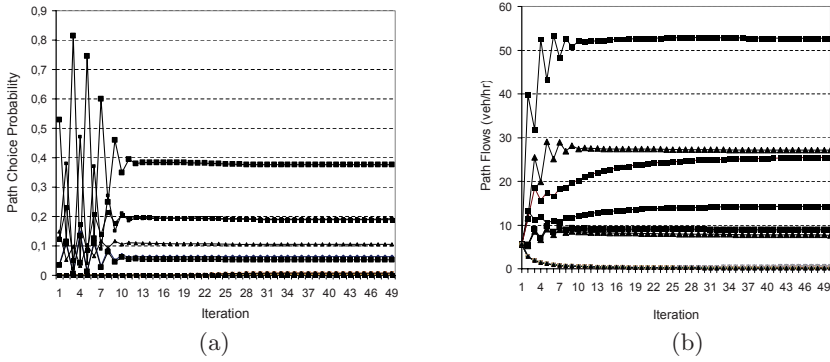 Path Choice Probability
0,9
0,8
0,7
0,6
0,5
0,4
0,3
0,2
0,1
0
1 4 7 10 13 16 19 22 25 28 31 34 37 40 43 46 49
Iteration
(a)
Path Flows (veh/hr)
60
50
40
30
20
10
0
1 4 7 10 13 16 19 22 25 28 31 34 37 40 43 46 49
Iteration
(b)